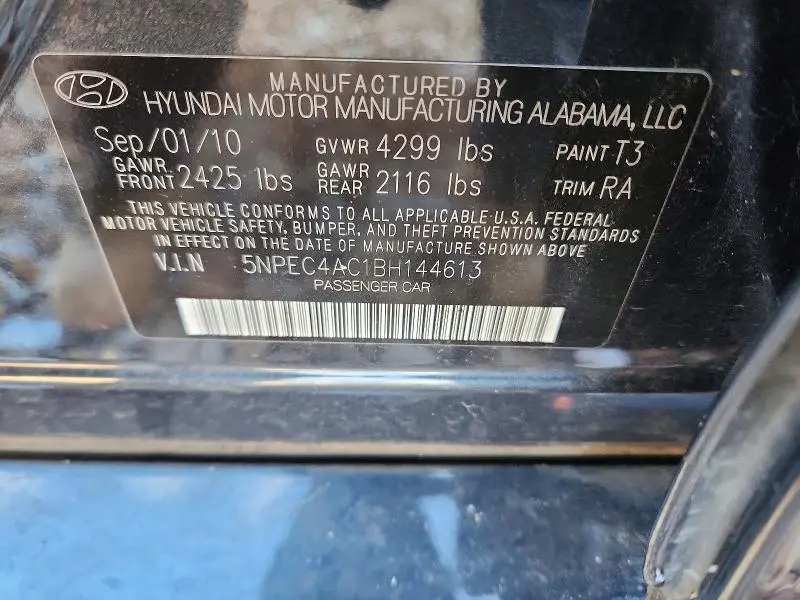 MANUFACTURED BY
HYUNDAI MOTOR MANUFACTURING ALABAMA, LLC
Sep/01/10 GVWR 4299 lbs PAINT T3
GAWR FRONT 2425 lbs GAWR REAR 2116 lbs TRIM RA
THIS VEHICLE CONFORMS TO ALL APPLICABLE U.S.A. FEDERAL
MOTOR VEHICLE SAFETY, BUMPER, AND THEFT PREVENTION STANDARDS
IN EFFECT ON THE DATE OF MANUFACTURE SHOWN ABOVE
V.I.N 5NPEC4AC1BH144613
PASSENGER CAR